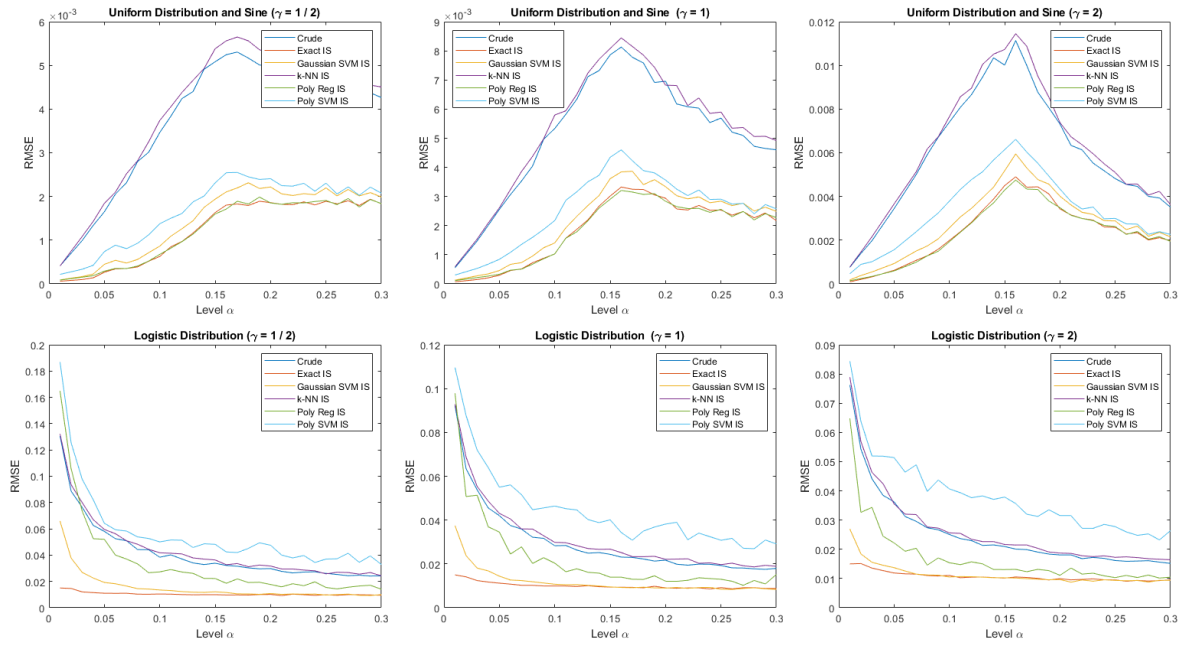 Uniform Distribution and Sine (γ = 1 / 2)
×10⁻³
6
5
4
3
2
1
0
RMSE
0 0.05 0.1 0.15 0.2 0.25 0.3
Level α
Crude
Exact IS
Gaussian SVM IS
k-NN IS
Poly Reg IS
Poly SVM IS
Uniform Distribution and Sine (γ = 1)
×10⁻³
9
8
7
6
5
4
3
2
1
0
RMSE
0 0.05 0.1 0.15 0.2 0.25 0.3
Level α
Crude
Exact IS
Gaussian SVM IS
k-NN IS
Poly Reg IS
Poly SVM IS
Uniform Distribution and Sine (γ = 2)
0.012
0.01
0.008
0.006
0.004
0.002
0
RMSE
0 0.05 0.1 0.15 0.2 0.25 0.3
Level α
Crude
Exact IS
Gaussian SVM IS
k-NN IS
Poly Reg IS
Poly SVM IS
Logistic Distribution (γ = 1 / 2)
0.2
0.18
0.16
0.14
0.12
0.1
0.08
0.06
0.04
0.02
0
RMSE
0 0.05 0.1 0.15 0.2 0.25 0.3
Level α
Crude
Exact IS
Gaussian SVM IS
k-NN IS
Poly Reg IS
Poly SVM IS
Logistic Distribution (γ = 1)
0.12
0.1
0.08
0.06
0.04
0.02
0
RMSE
0 0.05 0.1 0.15 0.2 0.25 0.3
Level α
Crude
Exact IS
Gaussian SVM IS
k-NN IS
Poly Reg IS
Poly SVM IS
Logistic Distribution (γ = 2)
0.09
0.08
0.07
0.06
0.05
0.04
0.03
0.02
0.01
0
RMSE
0 0.05 0.1 0.15 0.2 0.25 0.3
Level α
Crude
Exact IS
Gaussian SVM IS
k-NN IS
Poly Reg IS
Poly SVM IS